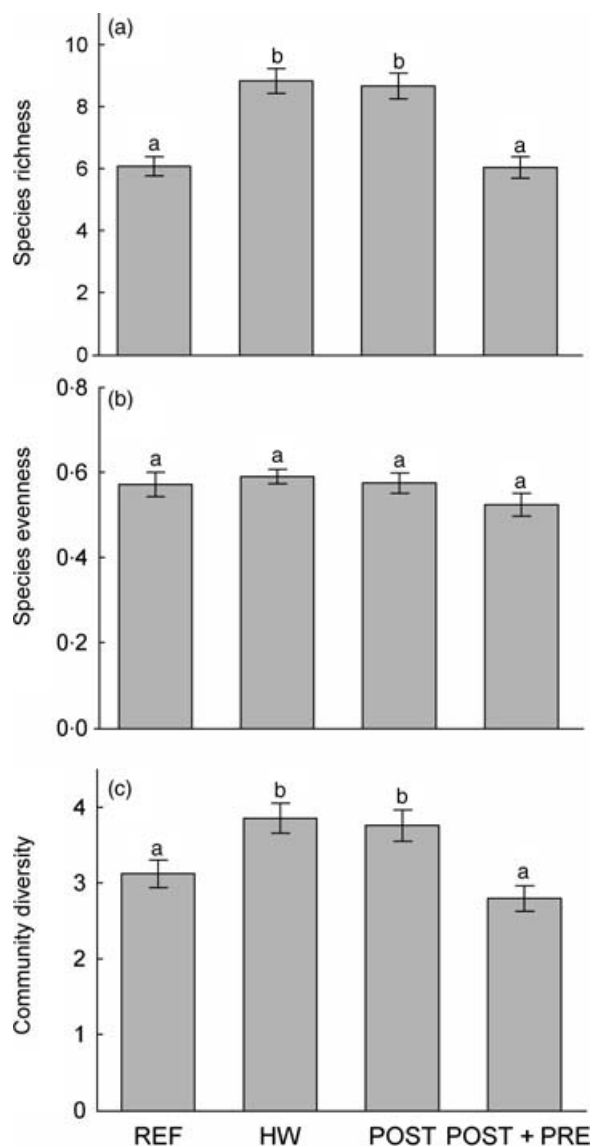 (a)
10
8
6
4
2
0
Species richness
a
b
b
a
(b)
0·8
0·6
0·4
0·2
0·0
Species evenness
a
a
a
a
(c)
4
3
2
1
0
Community diversity
a
b
b
a
REF HW POST POST + PRE